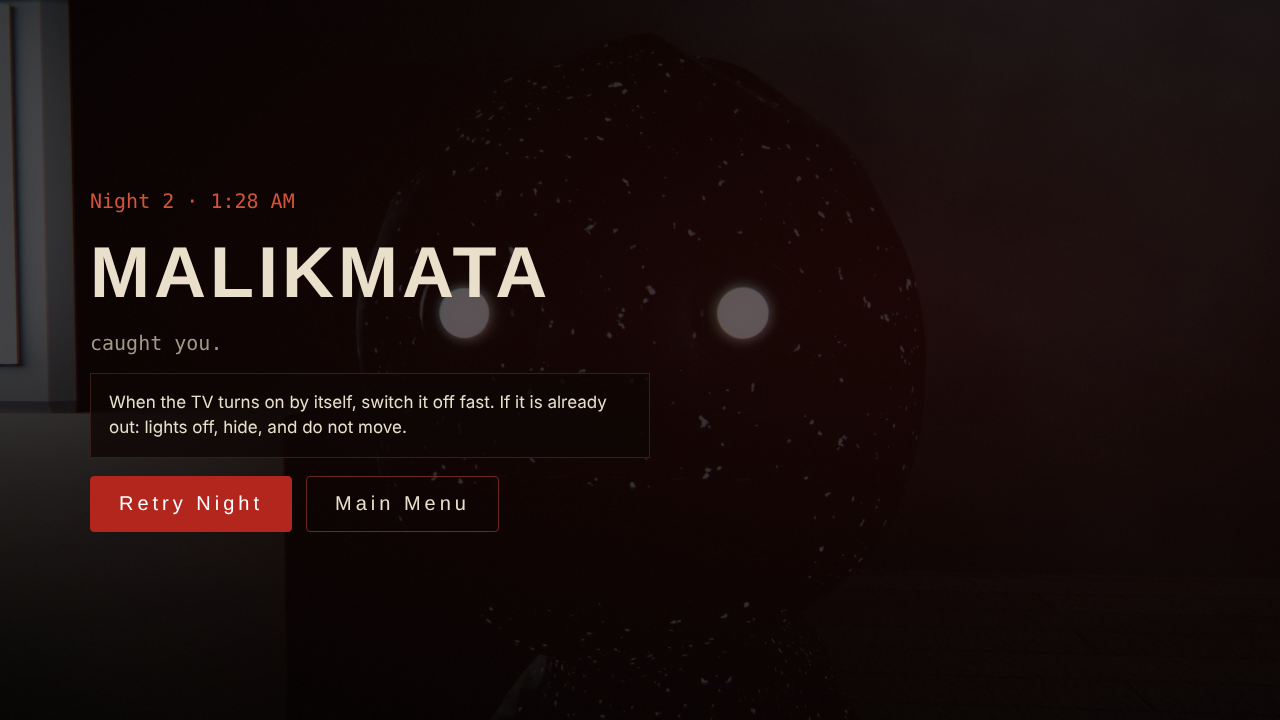 Night 2 · 1:28 AM
MALIKMATA
caught you.
When the TV turns on by itself, switch it off fast. If it is already
out: lights off, hide, and do not move.
Retry Night
Main Menu